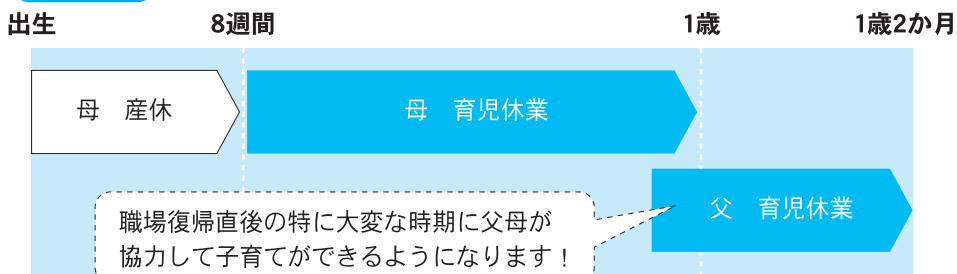 出生 8週間 1歳 1歳2か月
母 産休 母 育児休業
父 育児休業
職場復帰直後の特に大変な時期に父母が
協力して子育てができるようになります！